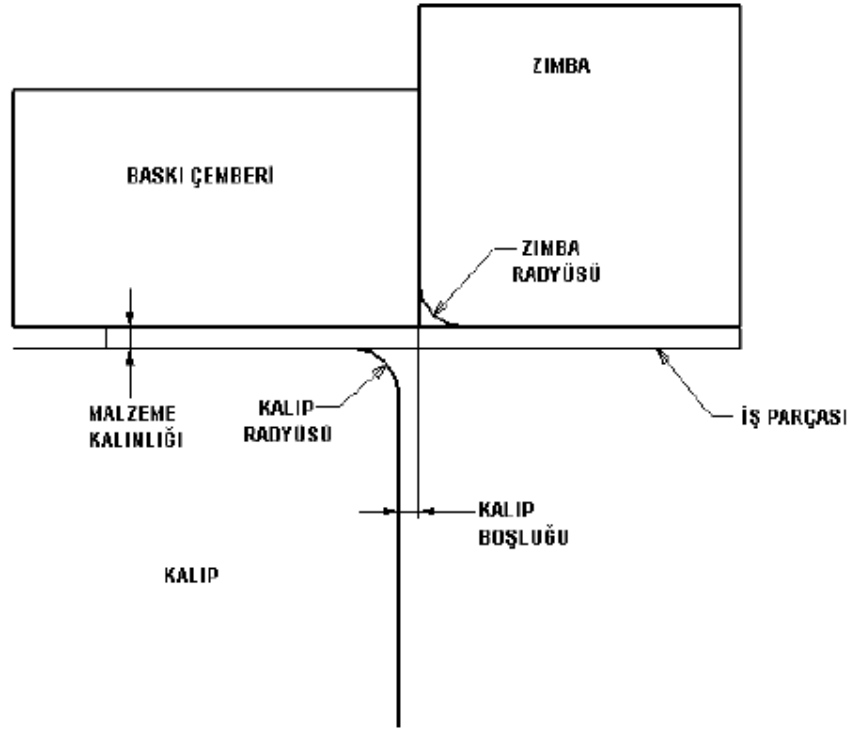 ZIMBA
BASKI ÇEMBERİ
ZIMBA
RADYÜSÜ
MALZEME
KALINLIĞI
KALIP
RADYÜSÜ
İŞ PARÇASI
KALIP
BOŞLUĞU
KALIP